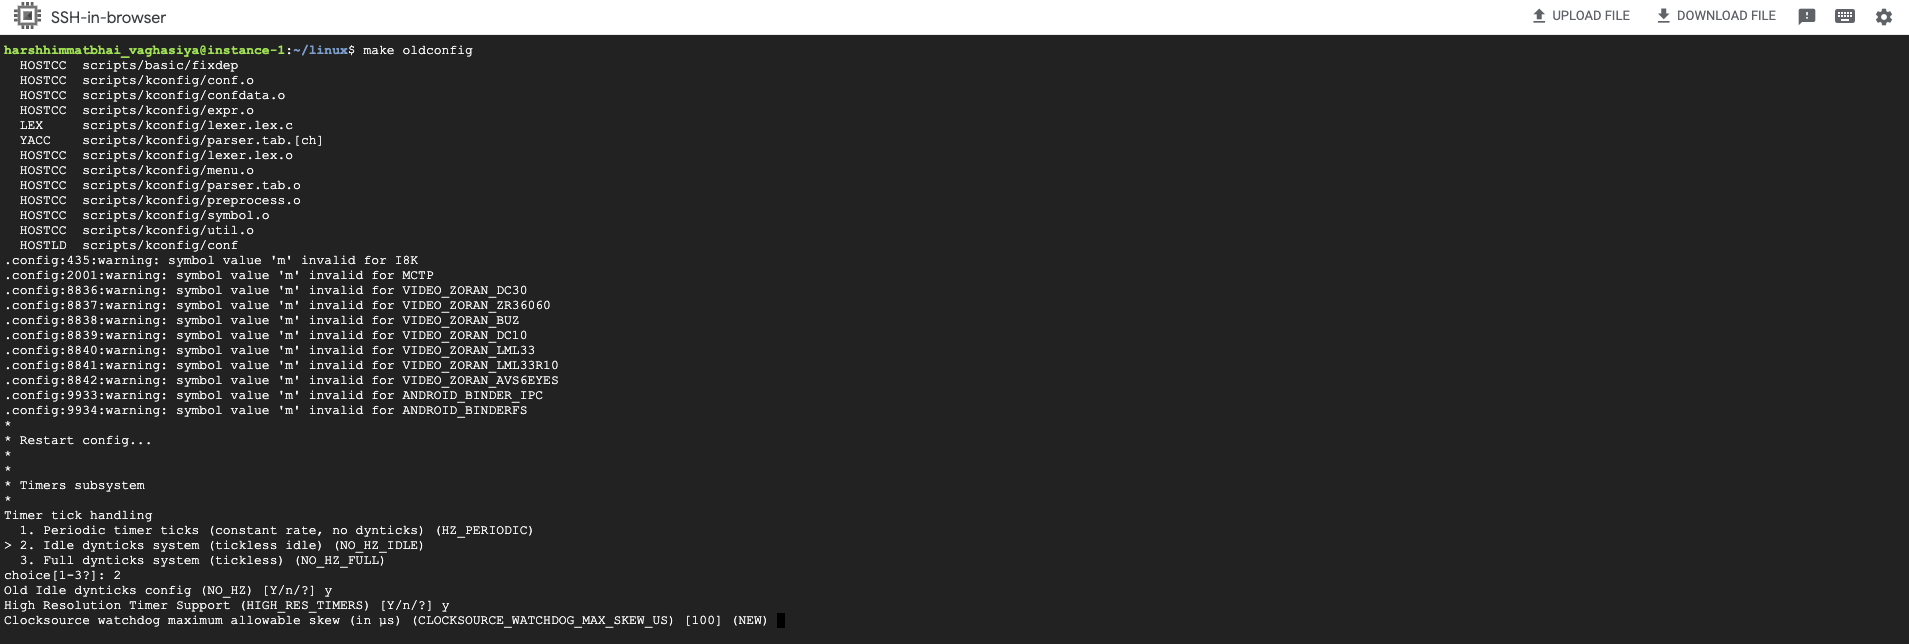 SSH-in-browser
UPLOAD FILE
DOWNLOAD FILE
harshhimmatbhai_vaghasiya@instance-1:~/linux$ make oldconfig
  HOSTCC  scripts/basic/fixdep
  HOSTCC  scripts/kconfig/conf.o
  HOSTCC  scripts/kconfig/confdata.o
  HOSTCC  scripts/kconfig/expr.o
  LEX     scripts/kconfig/lexer.lex.c
  YACC    scripts/kconfig/parser.tab.[ch]
  HOSTCC  scripts/kconfig/lexer.lex.o
  HOSTCC  scripts/kconfig/menu.o
  HOSTCC  scripts/kconfig/parser.tab.o
  HOSTCC  scripts/kconfig/preprocess.o
  HOSTCC  scripts/kconfig/symbol.o
  HOSTCC  scripts/kconfig/util.o
  HOSTLD  scripts/kconfig/conf
.config:435:warning: symbol value 'm' invalid for I8K
.config:2001:warning: symbol value 'm' invalid for MCTP
.config:8836:warning: symbol value 'm' invalid for VIDEO_ZORAN_DC30
.config:8837:warning: symbol value 'm' invalid for VIDEO_ZORAN_ZR36060
.config:8838:warning: symbol value 'm' invalid for VIDEO_ZORAN_BUZ
.config:8839:warning: symbol value 'm' invalid for VIDEO_ZORAN_DC10
.config:8840:warning: symbol value 'm' invalid for VIDEO_ZORAN_LML33
.config:8841:warning: symbol value 'm' invalid for VIDEO_ZORAN_LML33R10
.config:8842:warning: symbol value 'm' invalid for VIDEO_ZORAN_AVS6EYES
.config:9933:warning: symbol value 'm' invalid for ANDROID_BINDER_IPC
.config:9934:warning: symbol value 'm' invalid for ANDROID_BINDERFS
*
* Restart config...
*
*
* Timers subsystem
*
Timer tick handling
  1. Periodic timer ticks (constant rate, no dynticks) (HZ_PERIODIC)
> 2. Idle dynticks system (tickless idle) (NO_HZ_IDLE)
  3. Full dynticks system (tickless) (NO_HZ_FULL)
choice[1-3?]: 2
Old Idle dynticks config (NO_HZ) [Y/n/?] y
High Resolution Timer Support (HIGH_RES_TIMERS) [Y/n/?] y
Clocksource watchdog maximum allowable skew (in µs) (CLOCKSOURCE_WATCHDOG_MAX_SKEW_US) [100] (NEW)